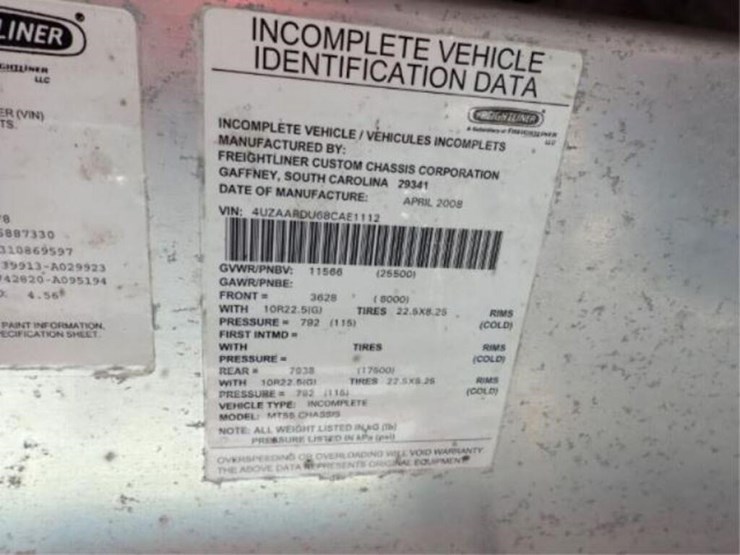 LINER
LLC
ER (VIN)
TS.
8
5887330
310869597
39913-A029923
42820-A095194
4.56
PAINT INFORMATION.
ECIFICATION SHEET.
INCOMPLETE VEHICLE
IDENTIFICATION DATA
FREIGHTLINER
LLC
INCOMPLETE VEHICLE / VEHICULES INCOMPLETS
MANUFACTURED BY:
FREIGHTLINER CUSTOM CHASSIS CORPORATION
GAFFNEY, SOUTH CAROLINA 29341
DATE OF MANUFACTURE: APRIL 2008
VIN: 4UZAARDU68CAE1112
GVWR/PNBV: 11566 (25500)
GAWR/PNBE:
FRONT = 3628 (8000)
WITH 10R22.5(G) TIRES 22.5X8.25 RIMS
PRESSURE = 792 (115) (COLD)
FIRST INTMD =
WITH TIRES RIMS
PRESSURE = (COLD)
REAR = 7938 (17500)
WITH 10R22.5(G) TIRES 22.5X8.25 RIMS
PRESSURE = 792 (115) (COLD)
VEHICLE TYPE: INCOMPLETE
MODEL: MT55 CHASSIS
NOTE: ALL WEIGHT LISTED IN KG (lb)
PRESSURE LISTED IN kPa (psi)
OVERSPEEDING OR OVERLOADING WILL VOID WARRANTY
THE ABOVE DATA REPRESENTS ORIGINAL EQUIPMENT